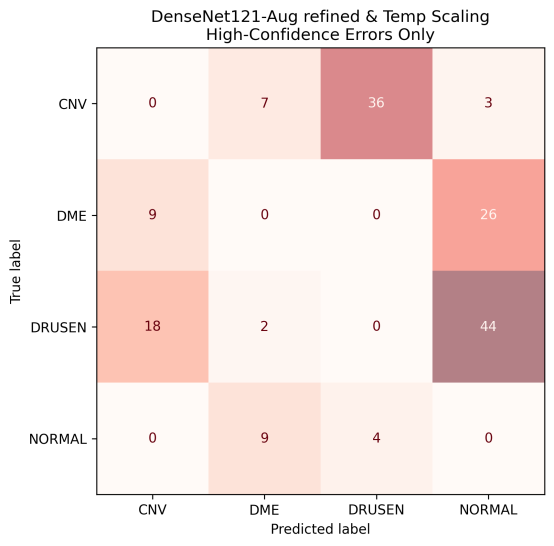 DenseNet121-Aug refined & Temp Scaling
High-Confidence Errors Only
True label
CNV 0 7 36 3
DME 9 0 0 26
DRUSEN 18 2 0 44
NORMAL 0 9 4 0
CNV DME DRUSEN NORMAL
Predicted label